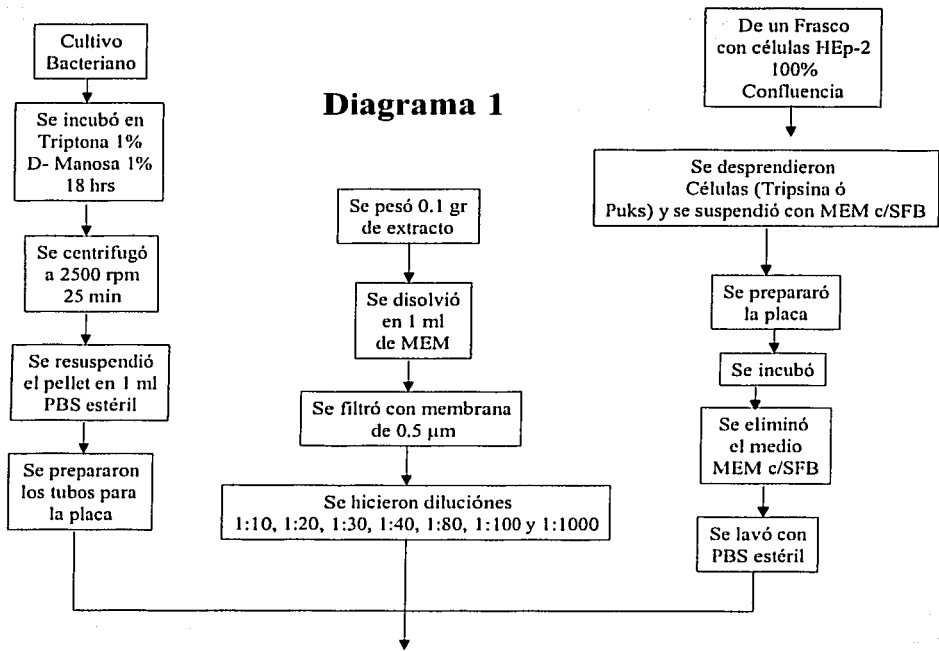 Diagrama 1
Cultivo
Bacteriano
Se incubó en
Triptona 1%
D- Manosa 1%
18 hrs
Se centrifugó
a 2500 rpm
25 min
Se resuspendió
el pellet en 1 ml
PBS estéril
Se prepararon
los tubos para
la placa
Se pesó 0.1 gr
de extracto
Se disolvió
en 1 ml
de MEM
Se filtró con membrana
de 0.5 µm
Se hicieron diluciónes
1:10, 1:20, 1:30, 1:40, 1:80, 1:100 y 1:1000
De un Frasco
con células HEp-2
100%
Confluencia
Se desprendieron
Células (Tripsina ó
Puks) y se suspendió con MEM c/SFB
Se prepararó
la placa
Se incubó
Se eliminó
el medio
MEM c/SFB
Se lavó con
PBS estéril